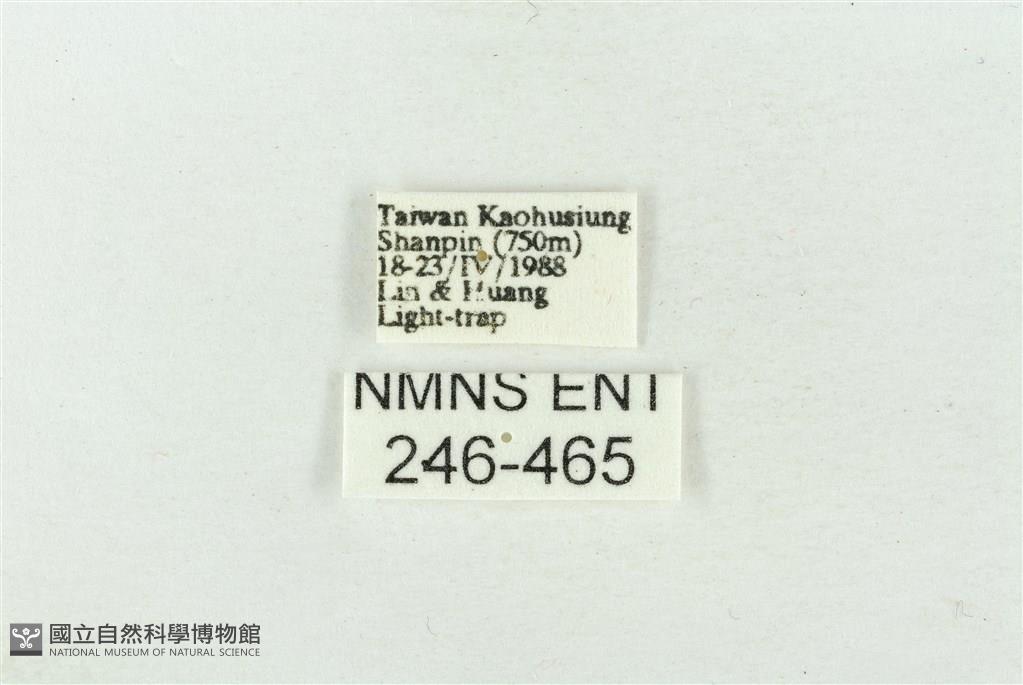 Taiwan Kaohusiung
Shanpin (750m)
18-23/IV/1988
Lin & Huang
Light-trap
NMNS ENT
246-465
國立自然科學博物館
NATIONAL MUSEUM OF NATURAL SCIENCE